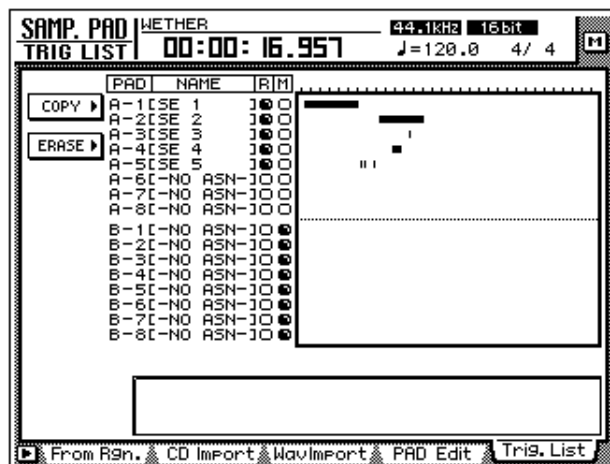 SAMP. PAD
TRIG LIST
WETHER
00:00: 16.957
44.1kHz 16bit
♩=120.0 4/ 4
M
PAD NAME R M
COPY
ERASE
A-1[SE 1 ]
A-2[SE 2 ]
A-3[SE 3 ]
A-4[SE 4 ]
A-5[SE 5 ]
A-6[-NO ASN-]
A-7[-NO ASN-]
A-8[-NO ASN-]
B-1[-NO ASN-]
B-2[-NO ASN-]
B-3[-NO ASN-]
B-4[-NO ASN-]
B-5[-NO ASN-]
B-6[-NO ASN-]
B-7[-NO ASN-]
B-8[-NO ASN-]
From Rgn. CD Import WavImport PAD Edit Trig. List